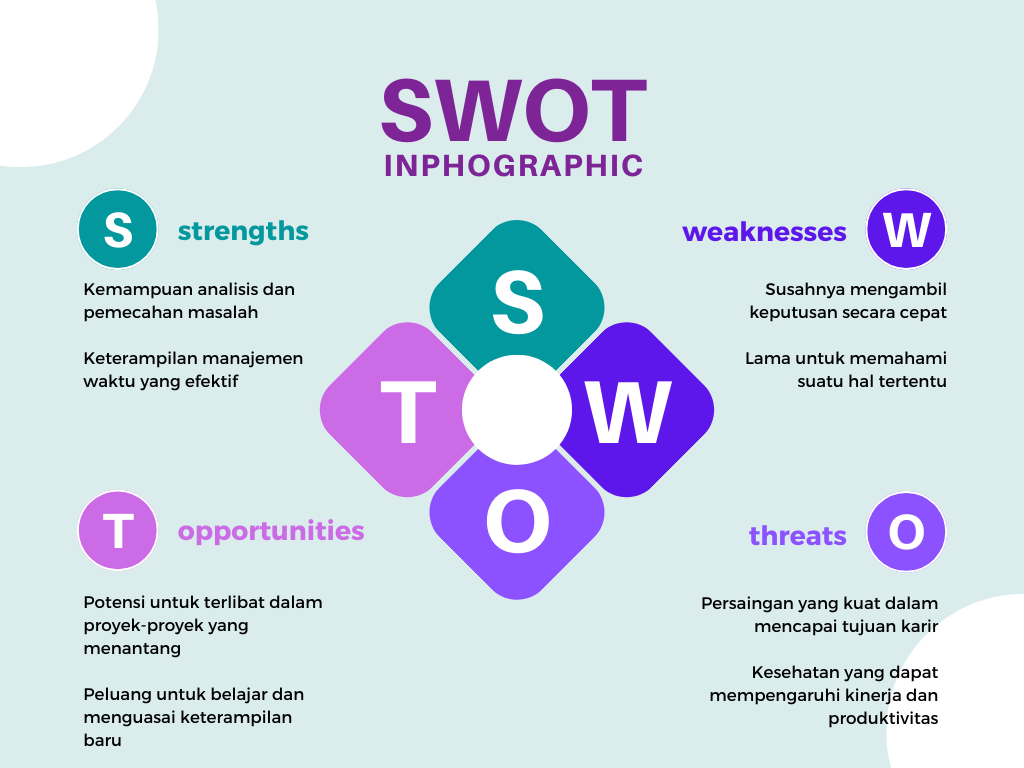 SWOT
INPHOGRAPHIC
S
strengths
Kemampuan analisis dan
pemecahan masalah
Keterampilan manajemen
waktu yang efektif
weaknesses
W
Susahnya mengambil
keputusan secara cepat
Lama untuk memahami
suatu hal tertentu
S
T
W
O
T
opportunities
Potensi untuk terlibat dalam
proyek-proyek yang
menantang
Peluang untuk belajar dan
menguasai keterampilan
baru
threats
O
Persaingan yang kuat dalam
mencapai tujuan karir
Kesehatan yang dapat
mempengaruhi kinerja dan
produktivitas